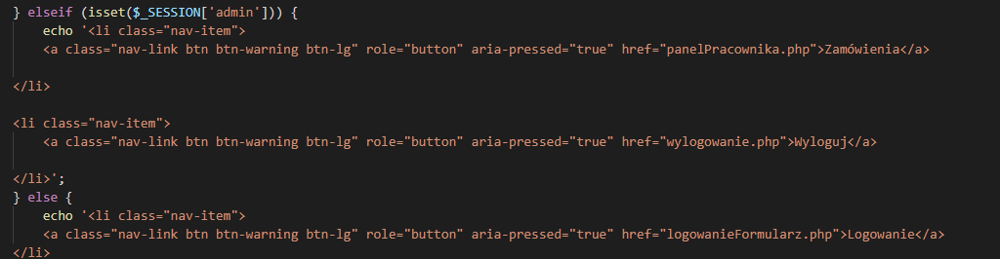 } elseif (isset($_SESSION['admin'])) {
echo '<li class="nav-item">
<a class="nav-link btn btn-warning btn-lg" role="button" aria-pressed="true" href="panelPracownika.php">Zamówienia</a>
</li>
<li class="nav-item">
<a class="nav-link btn btn-warning btn-lg" role="button" aria-pressed="true" href="wylogowanie.php">Wyloguj</a>
</li>';
} else {
echo '<li class="nav-item">
<a class="nav-link btn btn-warning btn-lg" role="button" aria-pressed="true" href="logowanieFormularz.php">Logowanie</a>
</li>